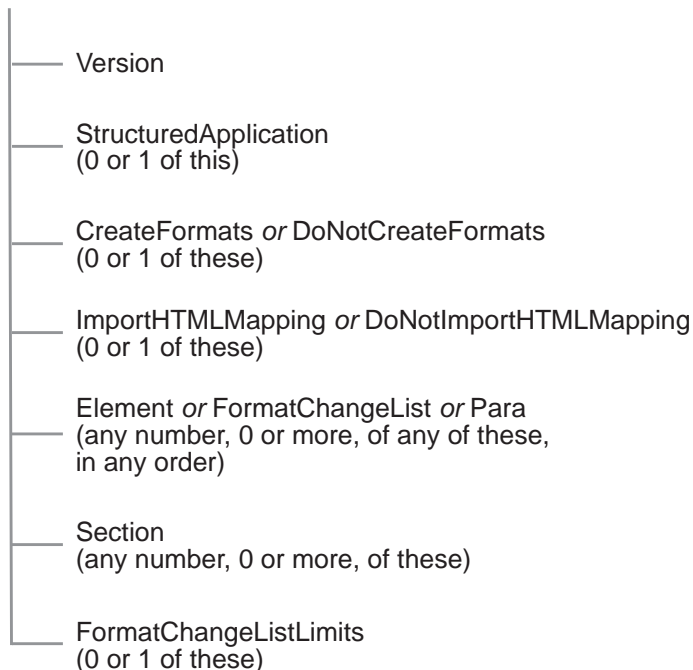 Version
StructuredApplication
(0 or 1 of this)
CreateFormats or DoNotCreateFormats
(0 or 1 of these)
ImportHTMLMapping or DoNotImportHTMLMapping
(0 or 1 of these)
Element or FormatChangeList or Para
(any number, 0 or more, of any of these,
in any order)
Section
(any number, 0 or more, of these)
FormatChangeListLimits
(0 or 1 of these)